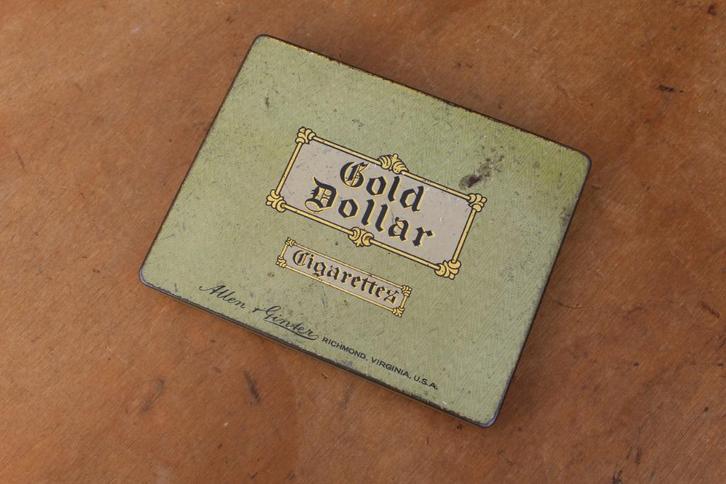 Gold
Dollar
Cigarettes
Allen & Ginter RICHMOND, VIRGINIA, U.S.A.